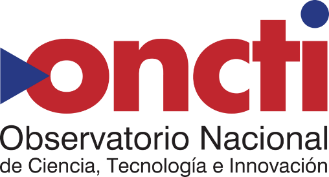 oncti
Observatorio Nacional
de Ciencia, Tecnología e Innovación